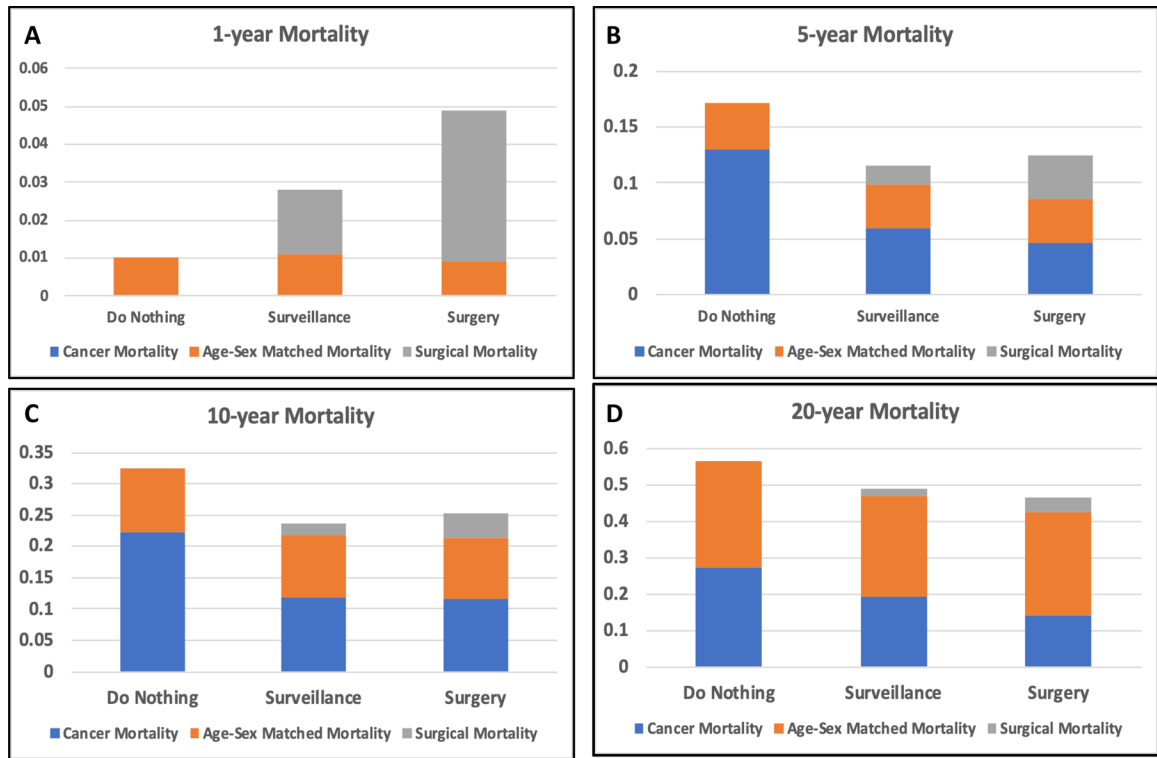 A
1-year Mortality
0.06
0.05
0.04
0.03
0.02
0.01
0
Do Nothing Surveillance Surgery
Cancer Mortality Age-Sex Matched Mortality Surgical Mortality
B
5-year Mortality
0.2
0.15
0.1
0.05
0
Do Nothing Surveillance Surgery
Cancer Mortality Age-Sex Matched Mortality Surgical Mortality
C
10-year Mortality
0.35
0.3
0.25
0.2
0.15
0.1
0.05
0
Do Nothing Surveillance Surgery
Cancer Mortality Age-Sex Matched Mortality Surgical Mortality
D
20-year Mortality
0.6
0.5
0.4
0.3
0.2
0.1
0
Do Nothing Surveillance Surgery
Cancer Mortality Age-Sex Matched Mortality Surgical Mortality